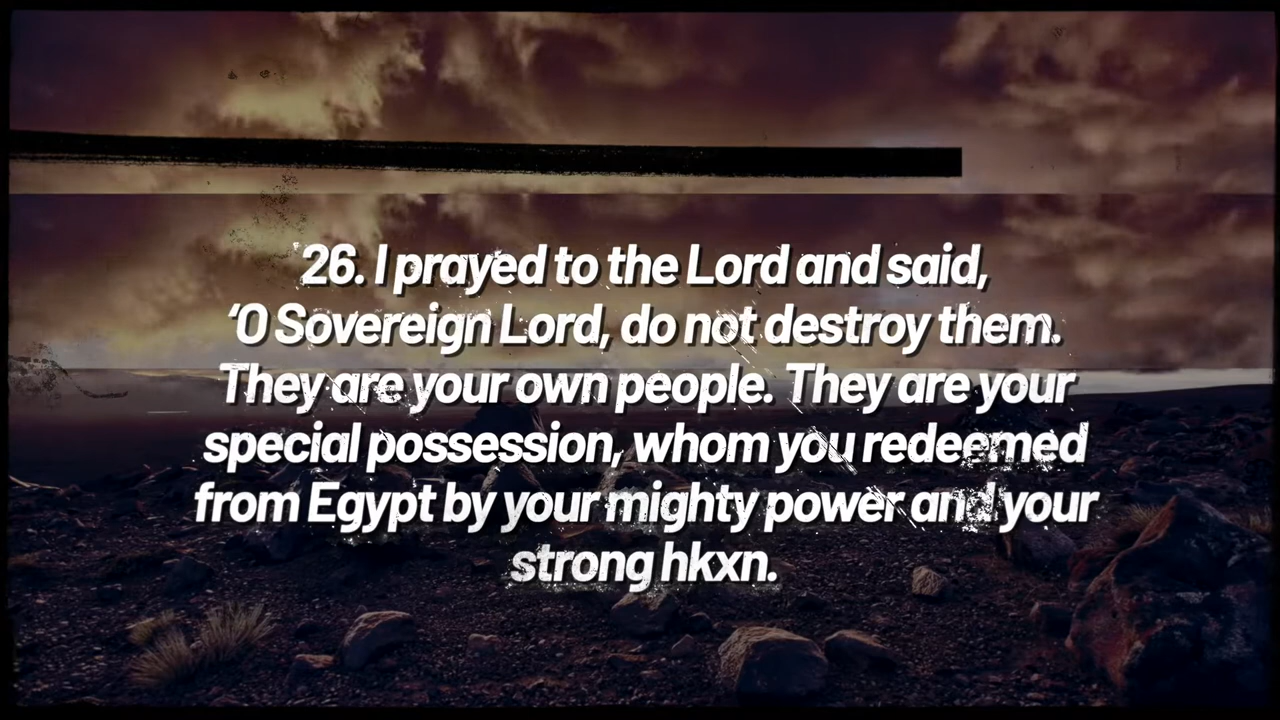 26. I prayed to the Lord and said,
‘O Sovereign Lord, do not destroy them.
They are your own people. They are your
special possession, whom you redeemed
from Egypt by your mighty power and your
strong hkxn.